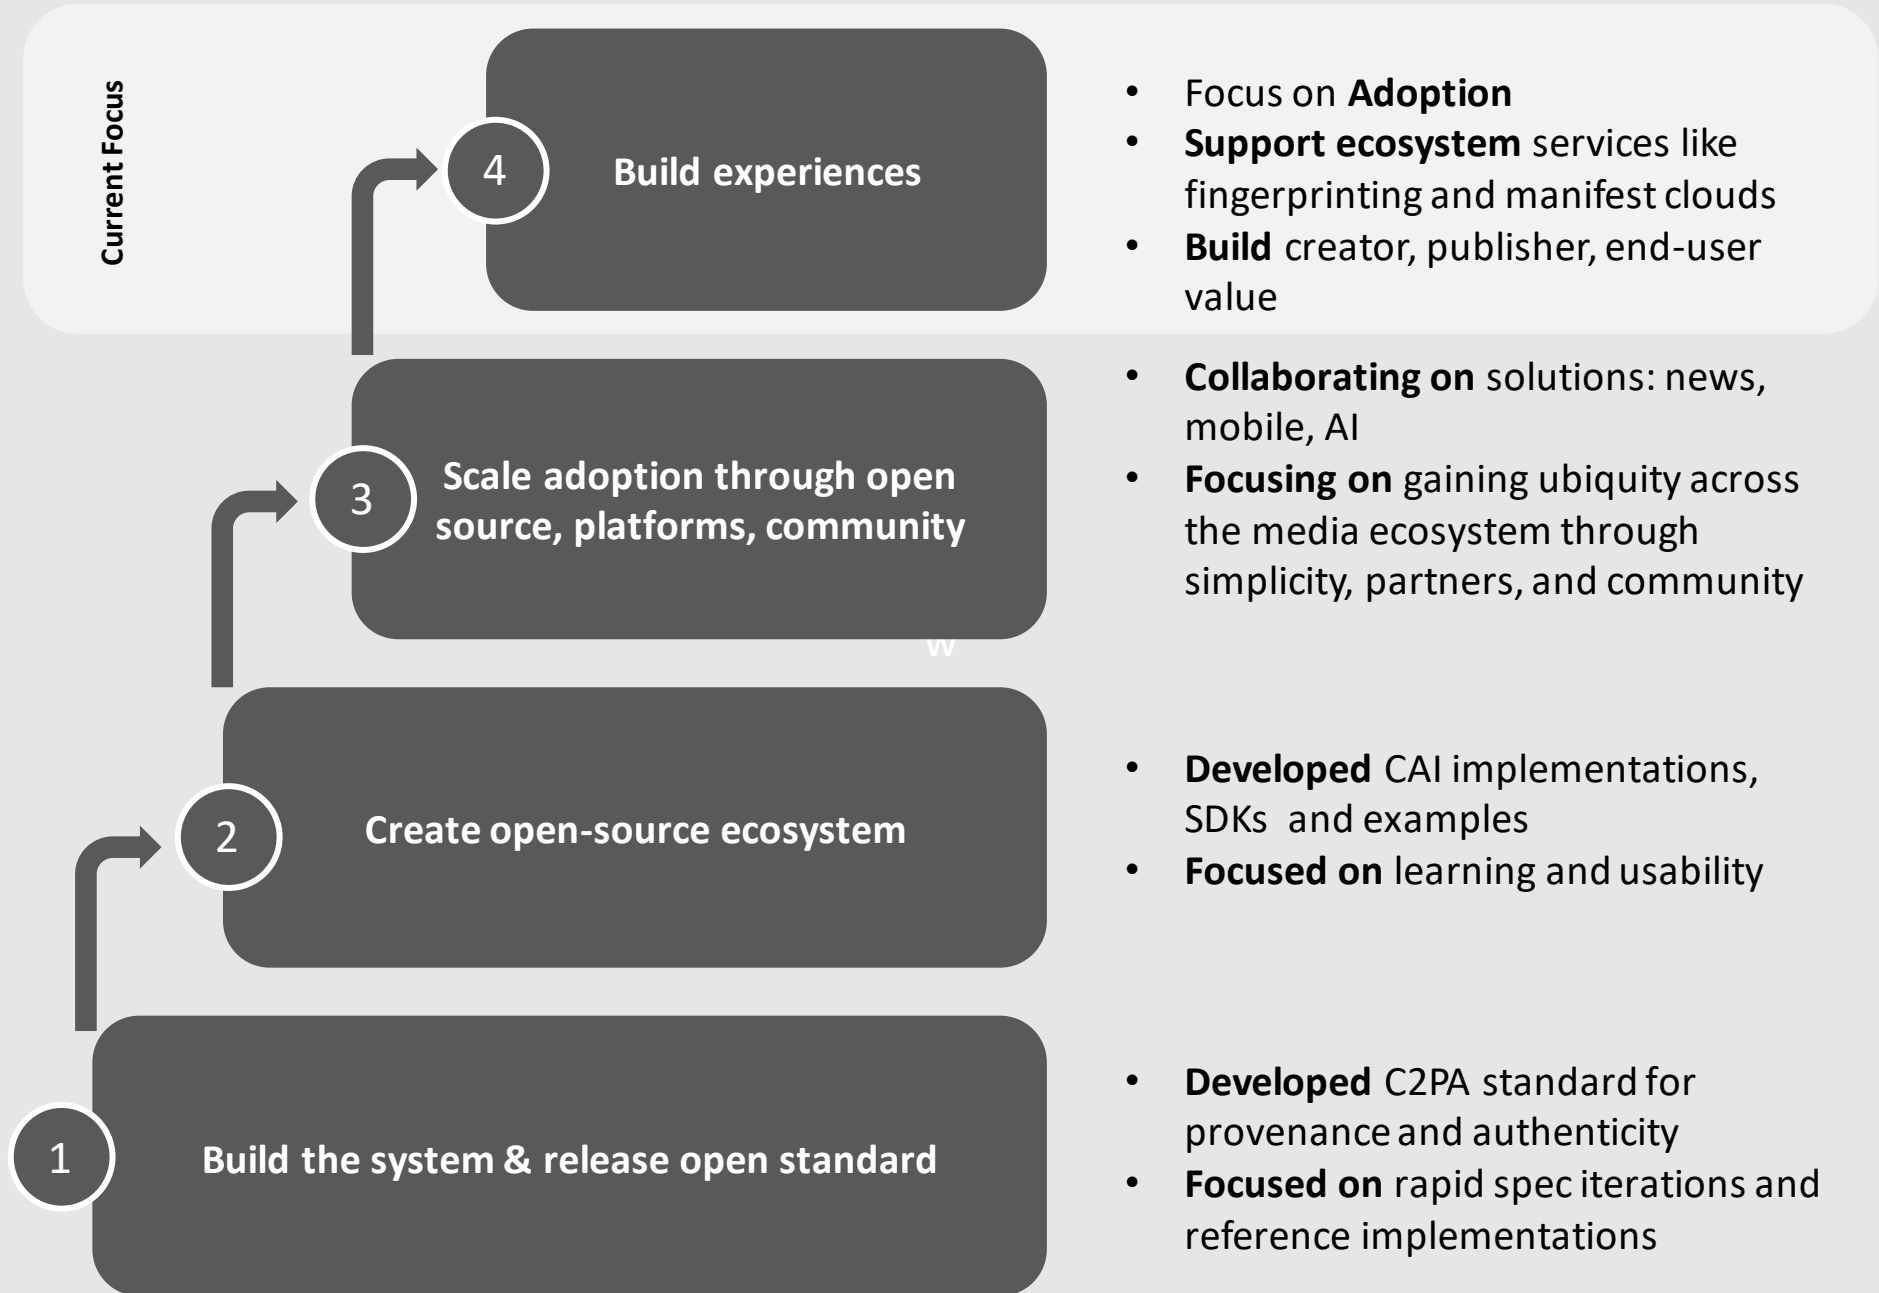 Current Focus
4
Build experiences
• Focus on Adoption
• Support ecosystem services like
fingerprinting and manifest clouds
• Build creator, publisher, end-user
value
3
Scale adoption through open
source, platforms, community
• Collaborating on solutions: news,
mobile, AI
• Focusing on gaining ubiquity across
the media ecosystem through
simplicity, partners, and community
w
2
Create open-source ecosystem
• Developed CAI implementations,
SDKs and examples
• Focused on learning and usability
1
Build the system & release open standard
• Developed C2PA standard for
provenance and authenticity
• Focused on rapid spec iterations and
reference implementations